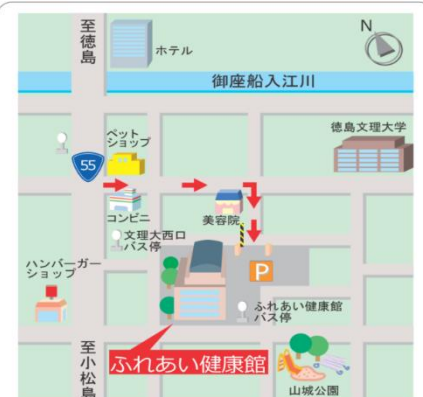 至徳島
ホテル
N
御座船入江川
徳島文理大学
ペット
ショップ
55
コンビニ
美容院
文理大西口
バス停
ハンバーガー
ショップ
P
ふれあい健康館
バス停
ふれあい健康館
至小松島
山城公園